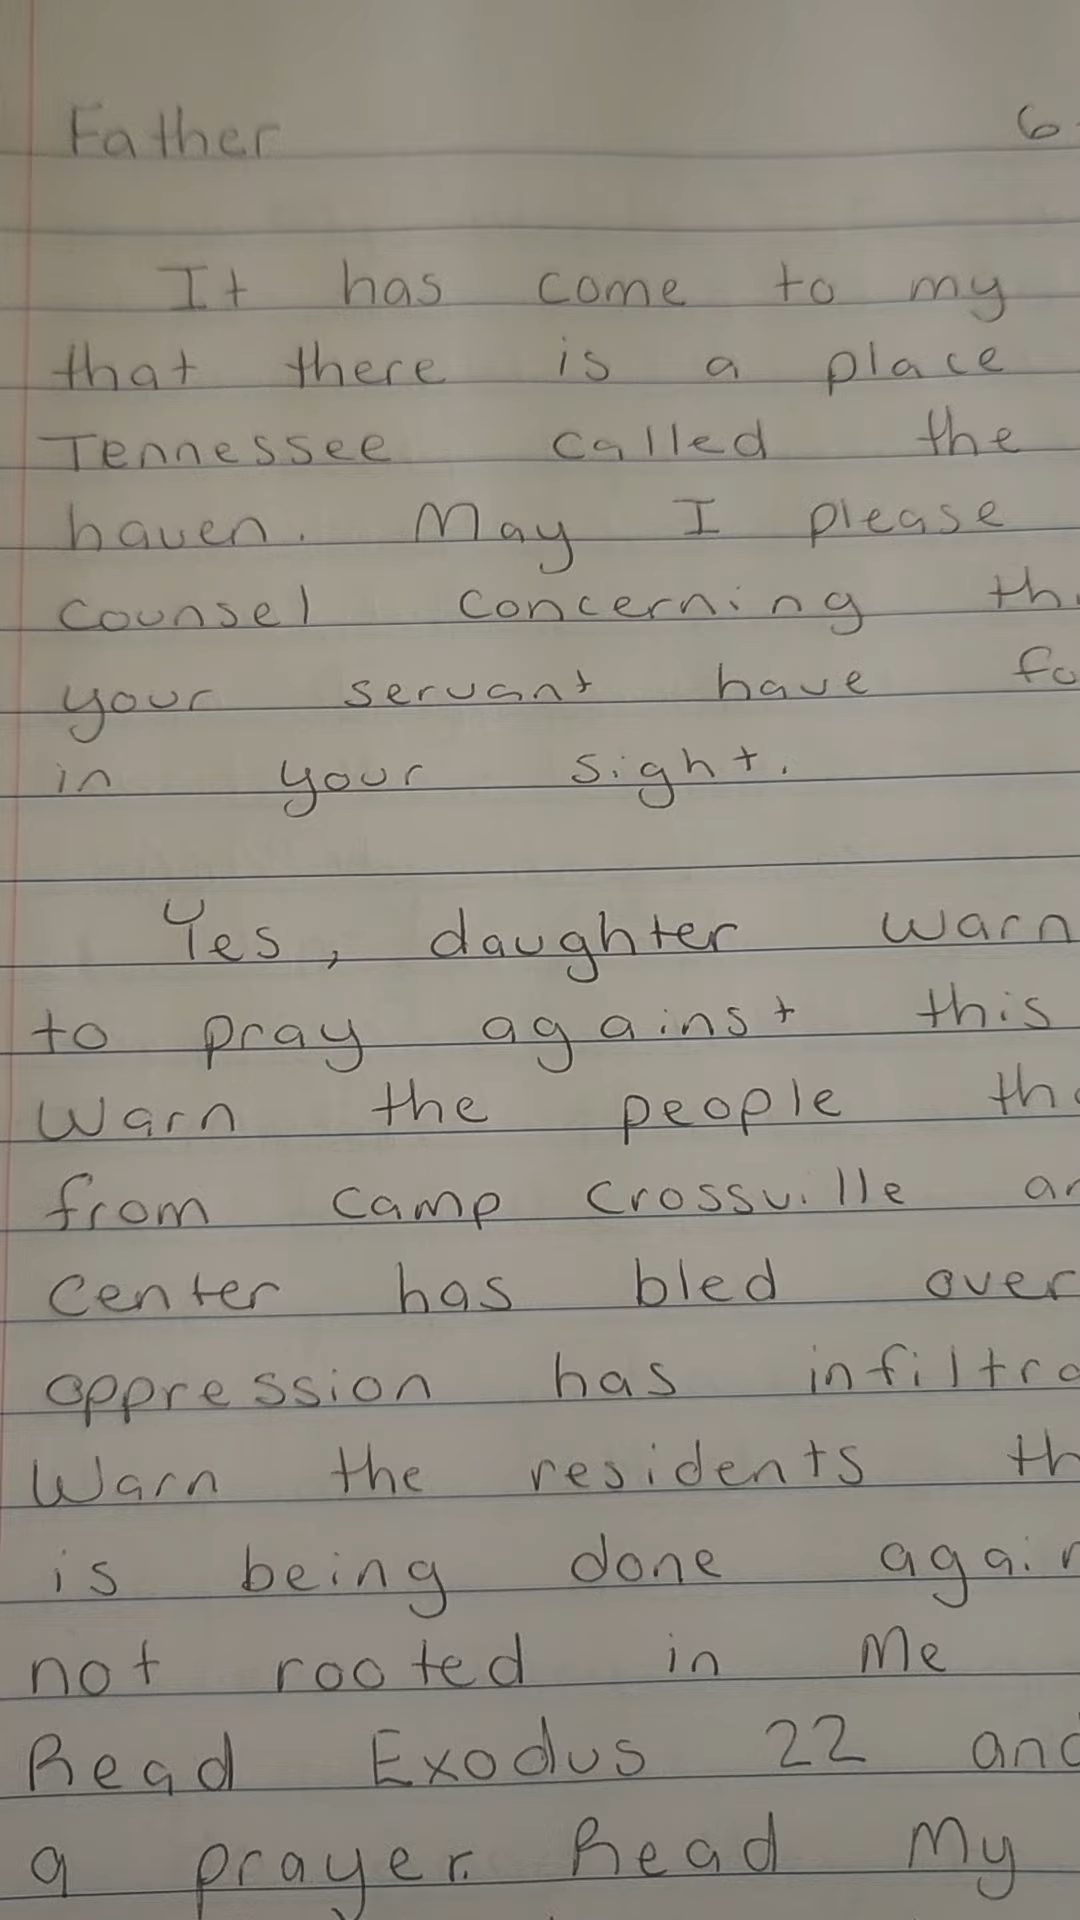 Father 6
It has come to my
that there is a place
Tennessee called the
haven. May I please
counsel concerning
your servant have
in your sight.
Yes, daughter warn
to pray against this
Warn the people
from camp Crossville
center has bled over
oppression has
Warn the residents
is being done
not rooted in Me
Read Exodus 22 and
a prayer. Read My